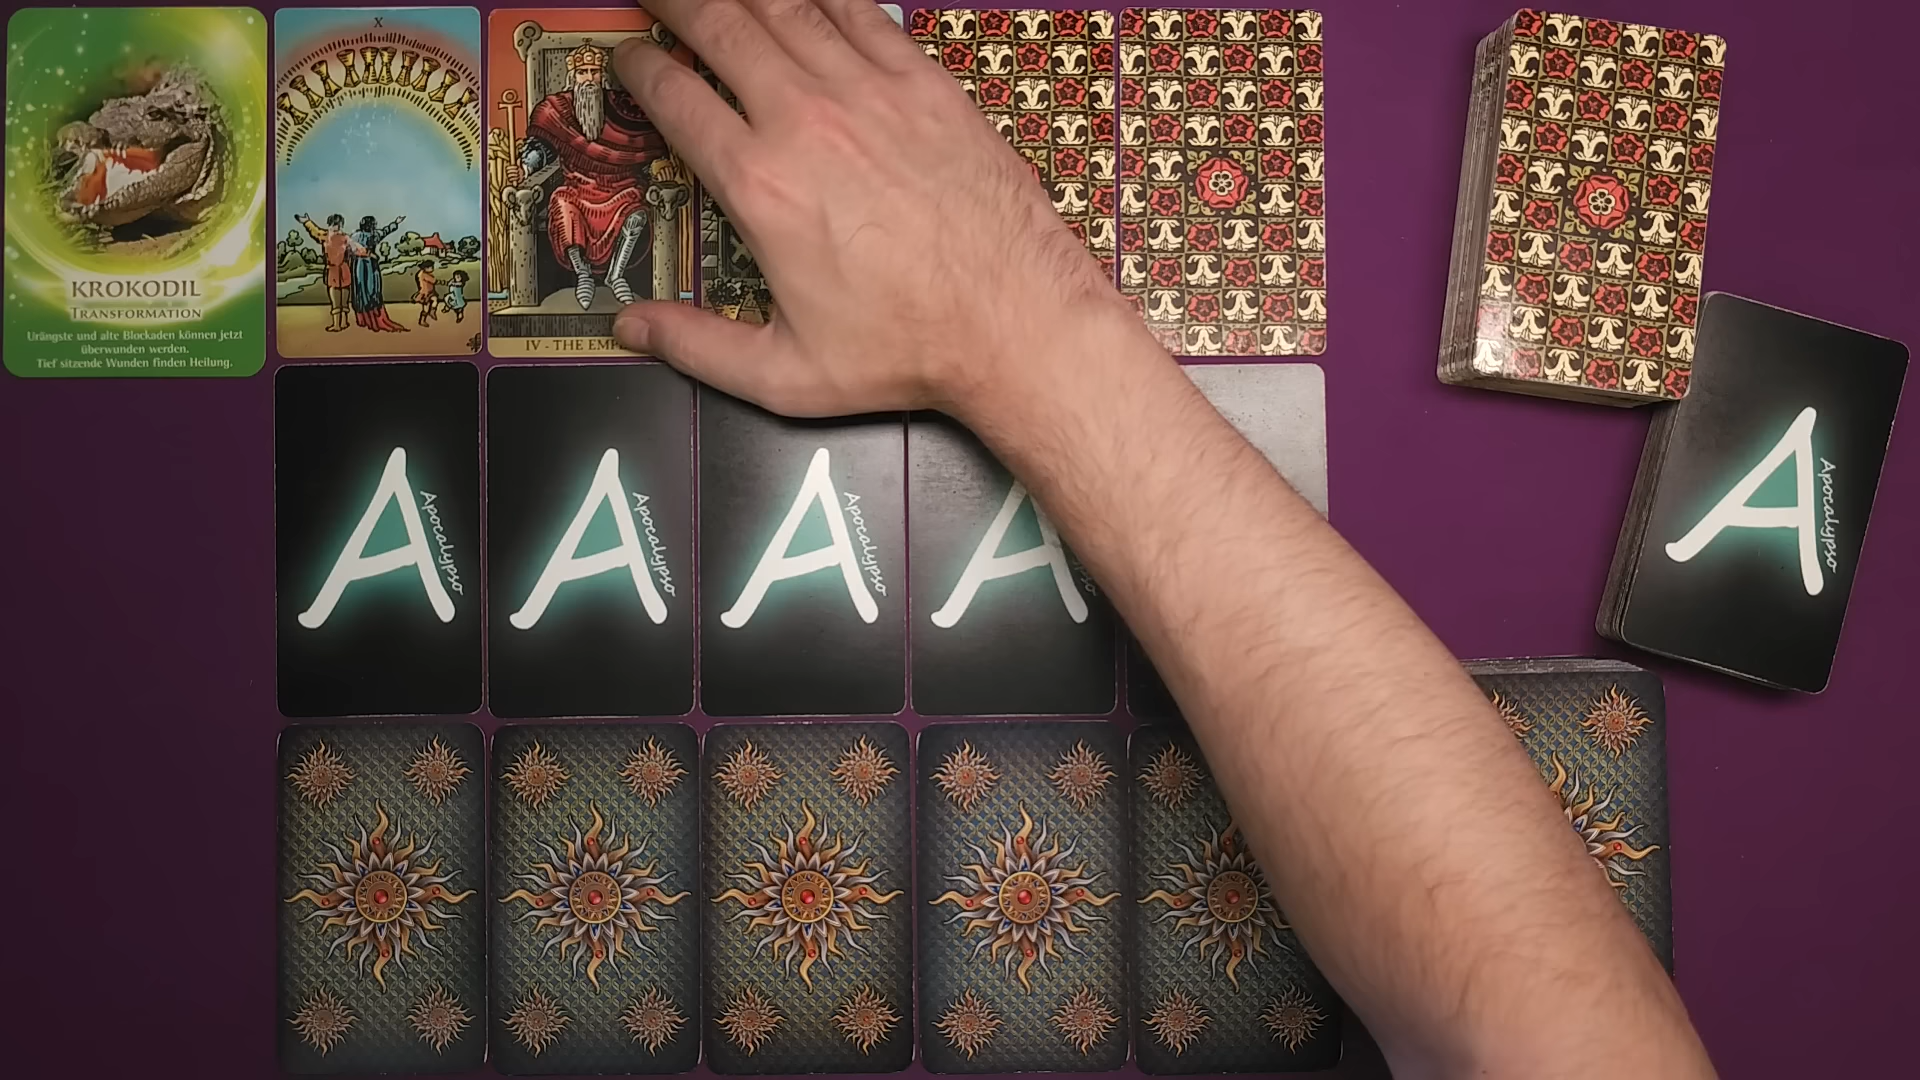 KROKODIL
TRANSFORMATION
Urängste und alte Blockaden können jetzt
überwunden werden.
Tief sitzende Wunden finden Heilung.
X
IV - THE EMP
A
Apocalypso
A
Apocalypso
A
Apocalypso
A
A
Apocalypso